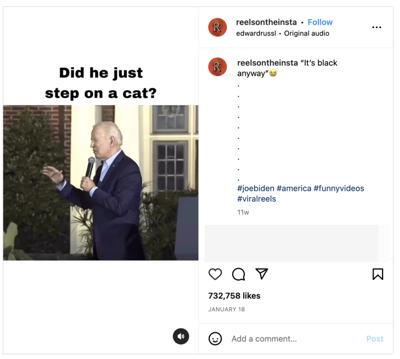 Did he just
step on a cat?
reelsontheinsta • Follow
edwardrussl • Original audio
reelsontheinsta “It’s black
anyway”😂
.
.
.
.
.
.
.
.
.
#joebiden #america #funnyvideos
#viralreels
11w
732,758 likes
JANUARY 18
Add a comment...
Post